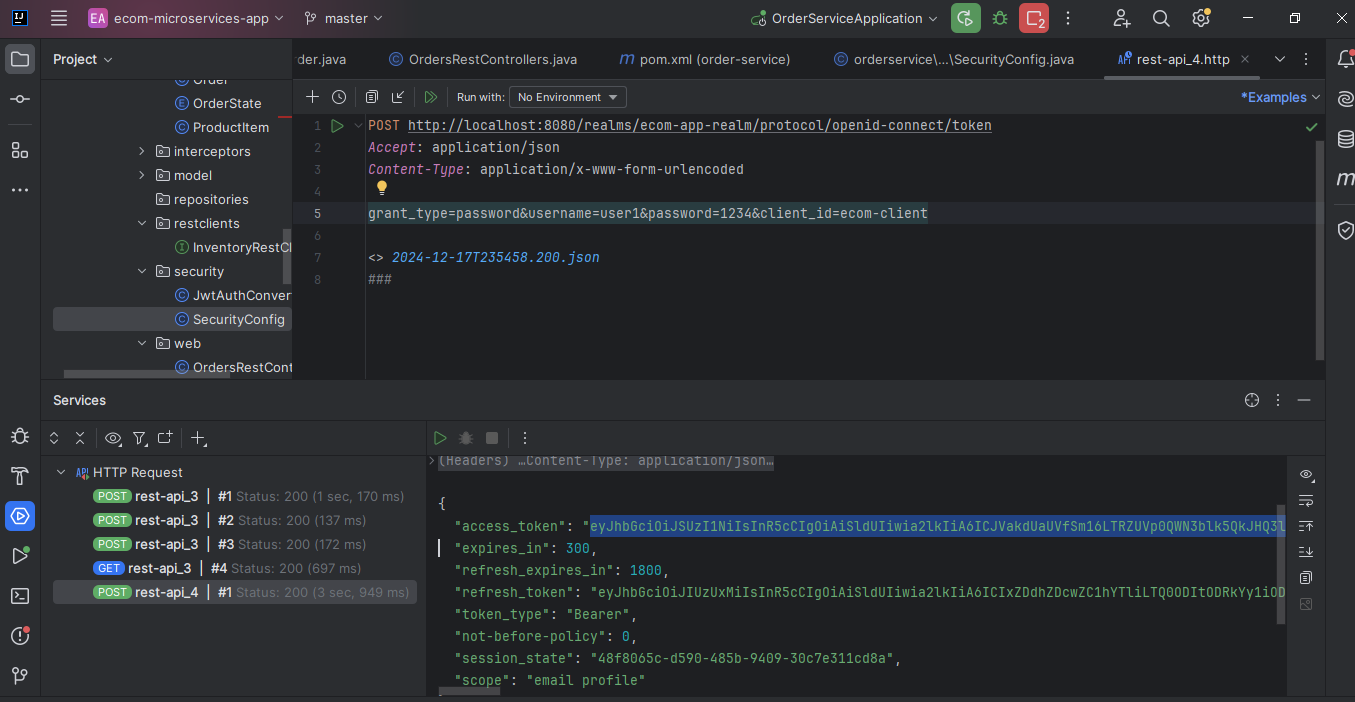 EA ecom-microservices-app master OrderServiceApplication 2
Project
der.java OrdersRestControllers.java pom.xml (order-service) orderservice\...\SecurityConfig.java rest-api_4.http
Order
OrderState
ProductItem
interceptors
model
repositories
restclients
InventoryRestCl
security
JwtAuthConver
SecurityConfig
web
OrdersRestCont
Run with: No Environment *Examples
1 POST http://localhost:8080/realms/ecom-app-realm/protocol/openid-connect/token
2 Accept: application/json
3 Content-Type: application/x-www-form-urlencoded
4
5 grant_type=password&username=user1&password=1234&client_id=ecom-client
6
7 <> 2024-12-17T235458.200.json
8 ###
Services
HTTP Request
POST rest-api_3 | #1 Status: 200 (1 sec, 170 ms)
POST rest-api_3 | #2 Status: 200 (137 ms)
POST rest-api_3 | #3 Status: 200 (172 ms)
GET rest-api_3 | #4 Status: 200 (697 ms)
POST rest-api_4 | #1 Status: 200 (3 sec, 949 ms)
(Headers) …Content-Type: application/json…
{
"access_token": "eyJhbGciOiJSUzI1NiIsInR5cCIgOiAiSldUIiwia2lkIiA6ICJVakdUaUVfSm16LTRZUVp0QWN3blk5QkJHQ3l
"expires_in": 300,
"refresh_expires_in": 1800,
"refresh_token": "eyJhbGciOiJIUzUxMiIsInR5cCIgOiAiSldUIiwia2lkIiA6ICIxZDdhZDcwZC1hYTliLTQ0ODItODRkYy1iOD
"token_type": "Bearer",
"not-before-policy": 0,
"session_state": "48f8065c-d590-485b-9409-30c7e311cd8a",
"scope": "email profile"